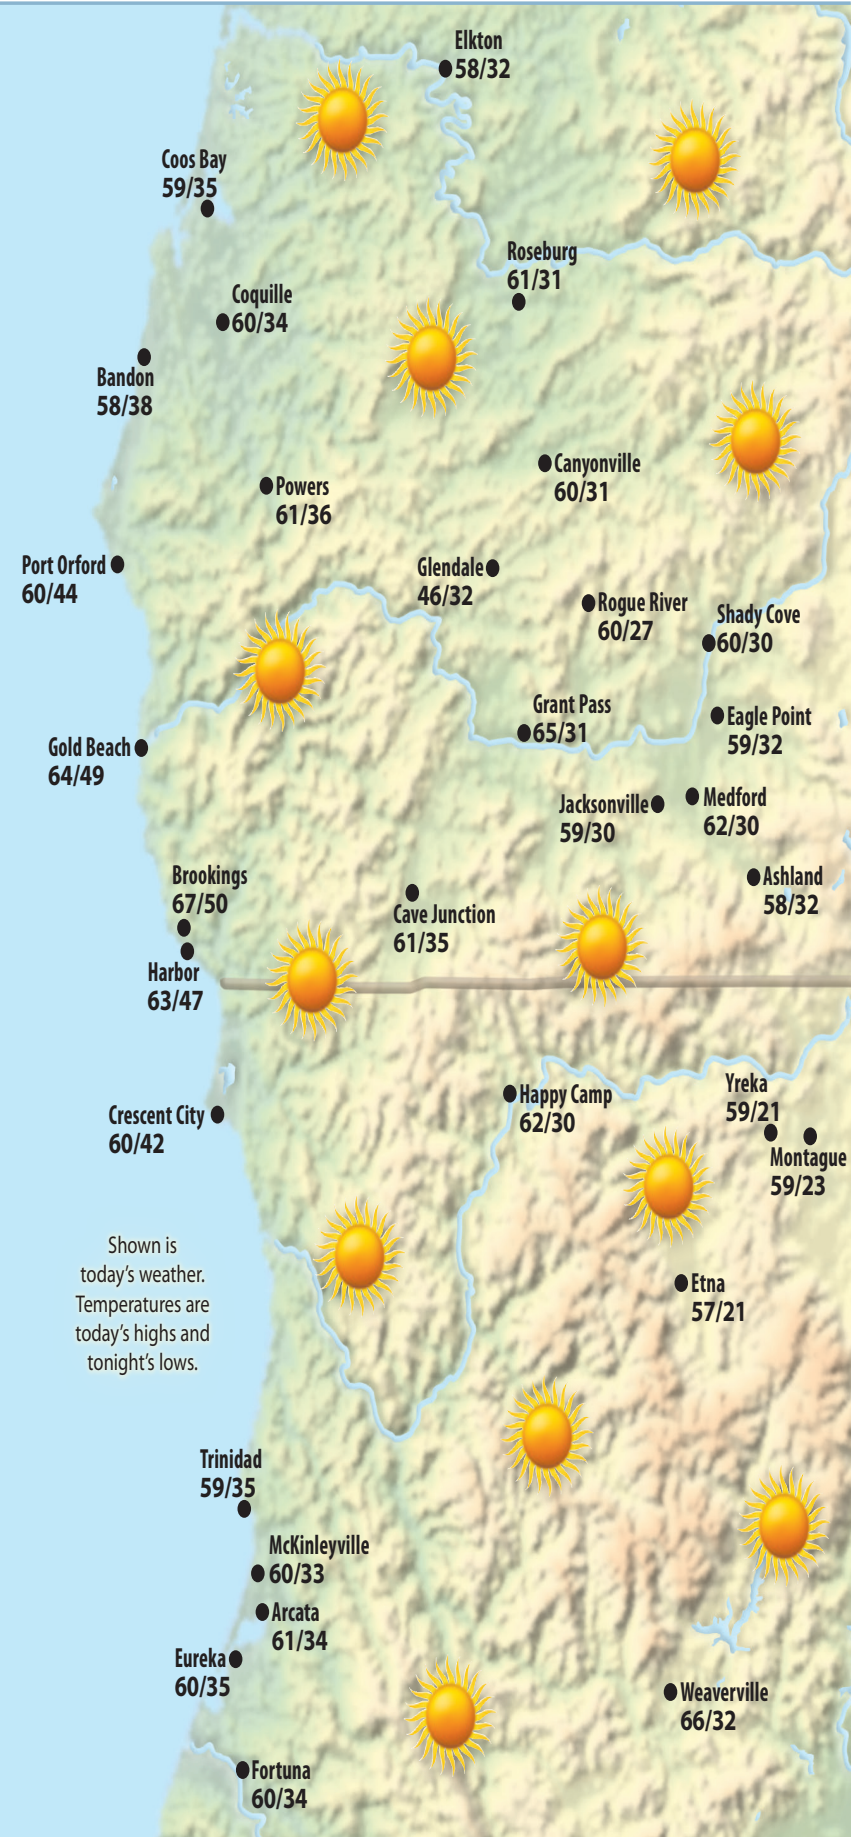 Elkton
58/32
Coos Bay
59/35
Roseburg
61/31
Coquille
60/34
Bandon
58/38
Canyonville
60/31
Powers
61/36
Port Orford
60/44
Glendale
46/32
Rogue River
60/27
Shady Cove
60/30
Grant Pass
65/31
Eagle Point
59/32
Gold Beach
64/49
Jacksonville
59/30
Medford
62/30
Brookings
67/50
Ashland
58/32
Cave Junction
61/35
Harbor
63/47
Happy Camp
62/30
Yreka
59/21
Crescent City
60/42
Montague
59/23
Shown is
today's weather.
Temperatures are
today's highs and
tonight's lows.
Etna
57/21
Trinidad
59/35
McKinleyville
60/33
Arcata
61/34
Eureka
60/35
Weaverville
66/32
Fortuna
60/34